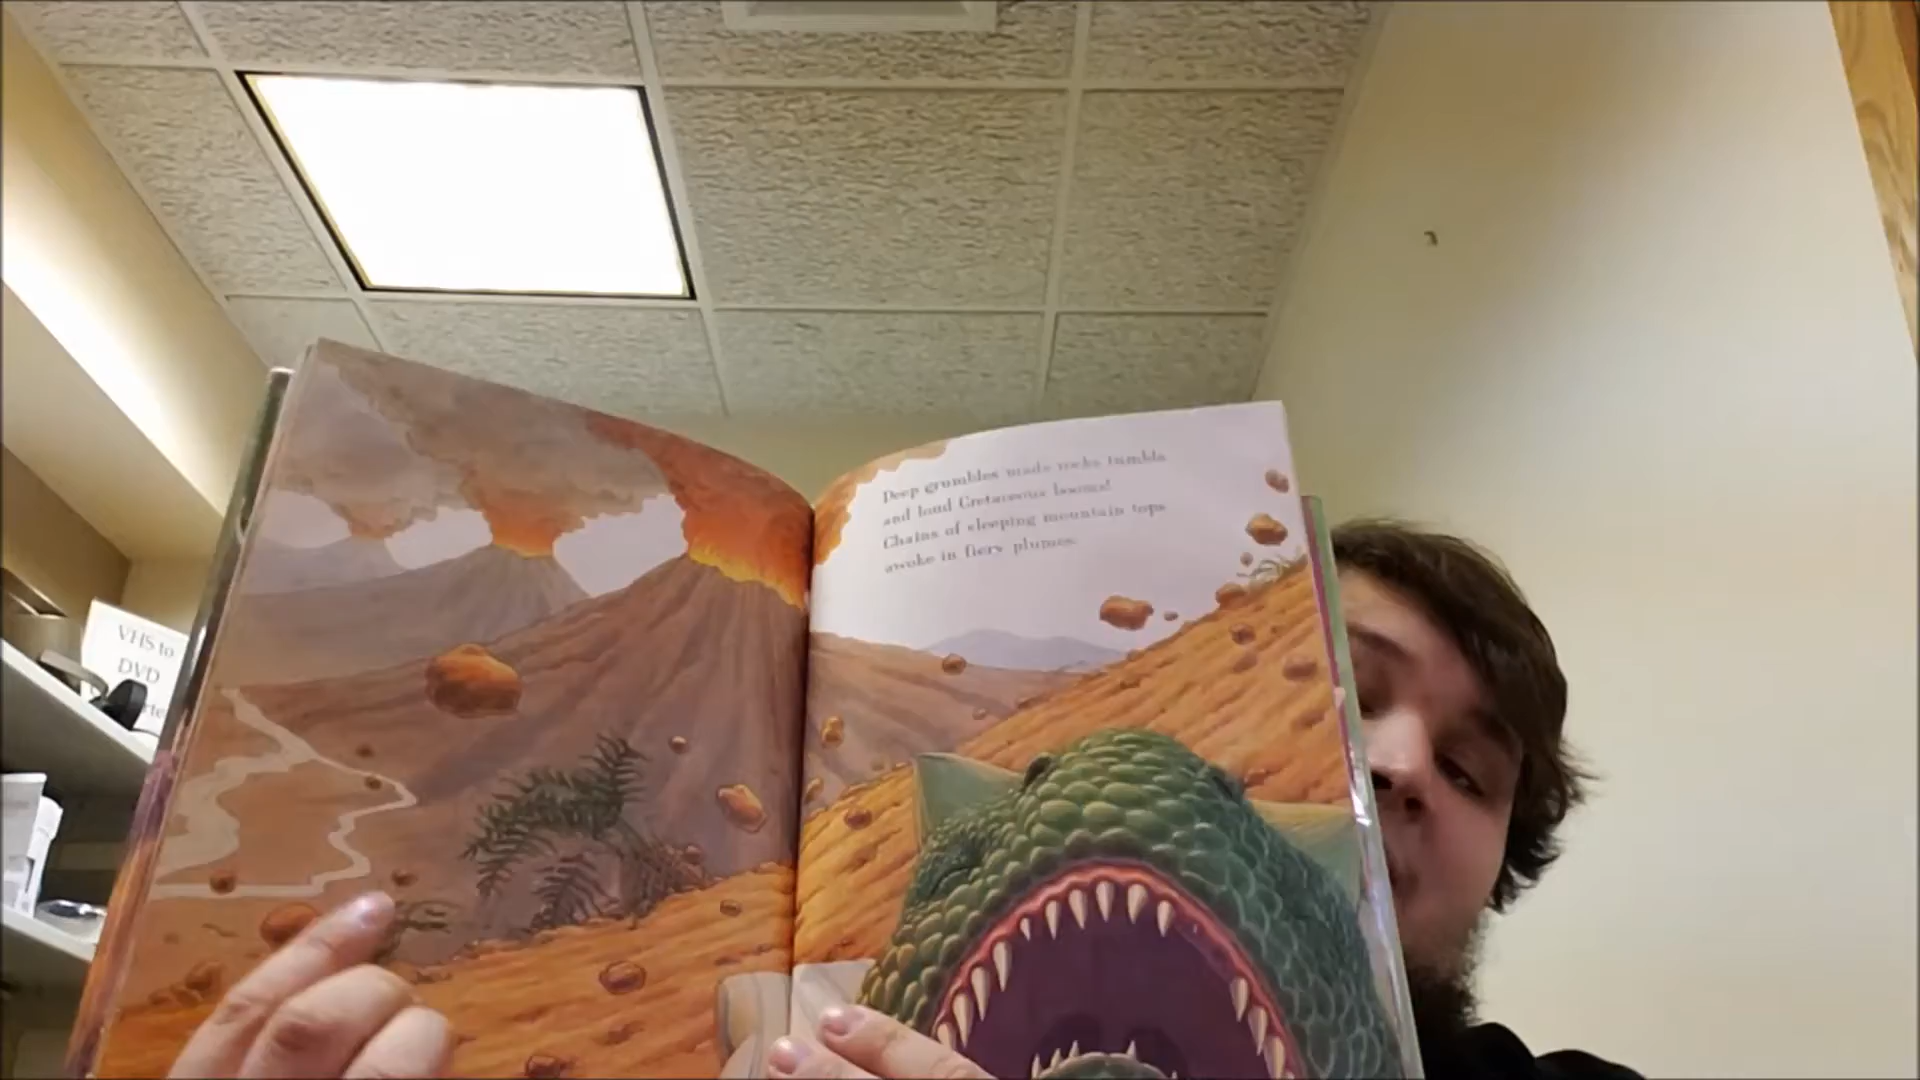 VHS to
DVD
Deep grumbles made rocks tumble
and loud Cretaceous booms!
Chains of sleeping mountain tops
awoke in fiery plumes.